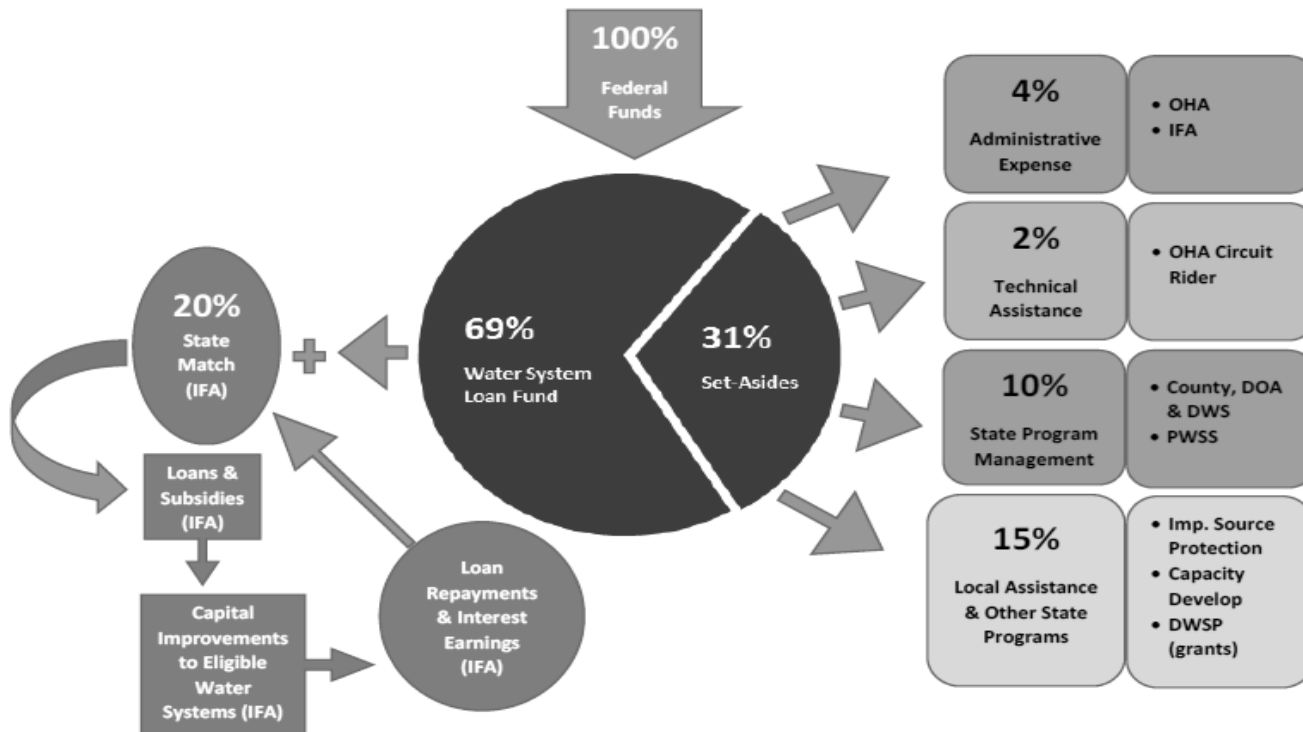 100%
Federal
Funds
69%
Water System
Loan Fund
31%
Set-Asides
20%
State
Match
(IFA)
+
Loans &
Subsidies
(IFA)
Capital
Improvements
to Eligible
Water
Systems (IFA)
Loan
Repayments
& Interest
Earnings
(IFA)
4%
Administrative
Expense
• OHA
• IFA
2%
Technical
Assistance
• OHA Circuit
Rider
10%
State Program
Management
• County, DOA
& DWS
• PWSS
15%
Local Assistance
& Other State
Programs
• Imp. Source
Protection
• Capacity
Develop
• DWSP
(grants)